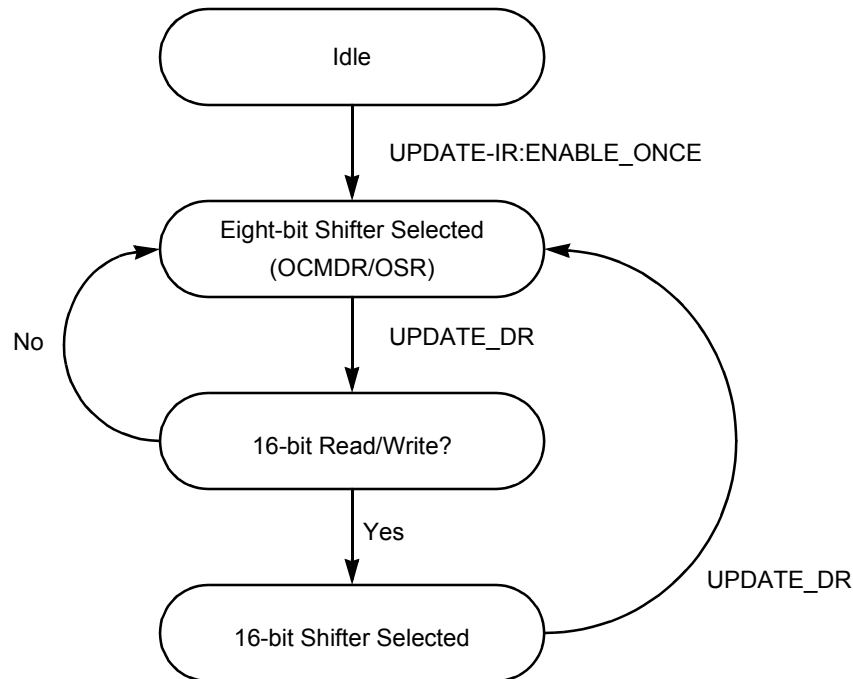 Idle
UPDATE-IR:ENABLE_ONCE
Eight-bit Shifter Selected
(OCMDR/OSR)
No
UPDATE_DR
16-bit Read/Write?
Yes
UPDATE_DR
16-bit Shifter Selected